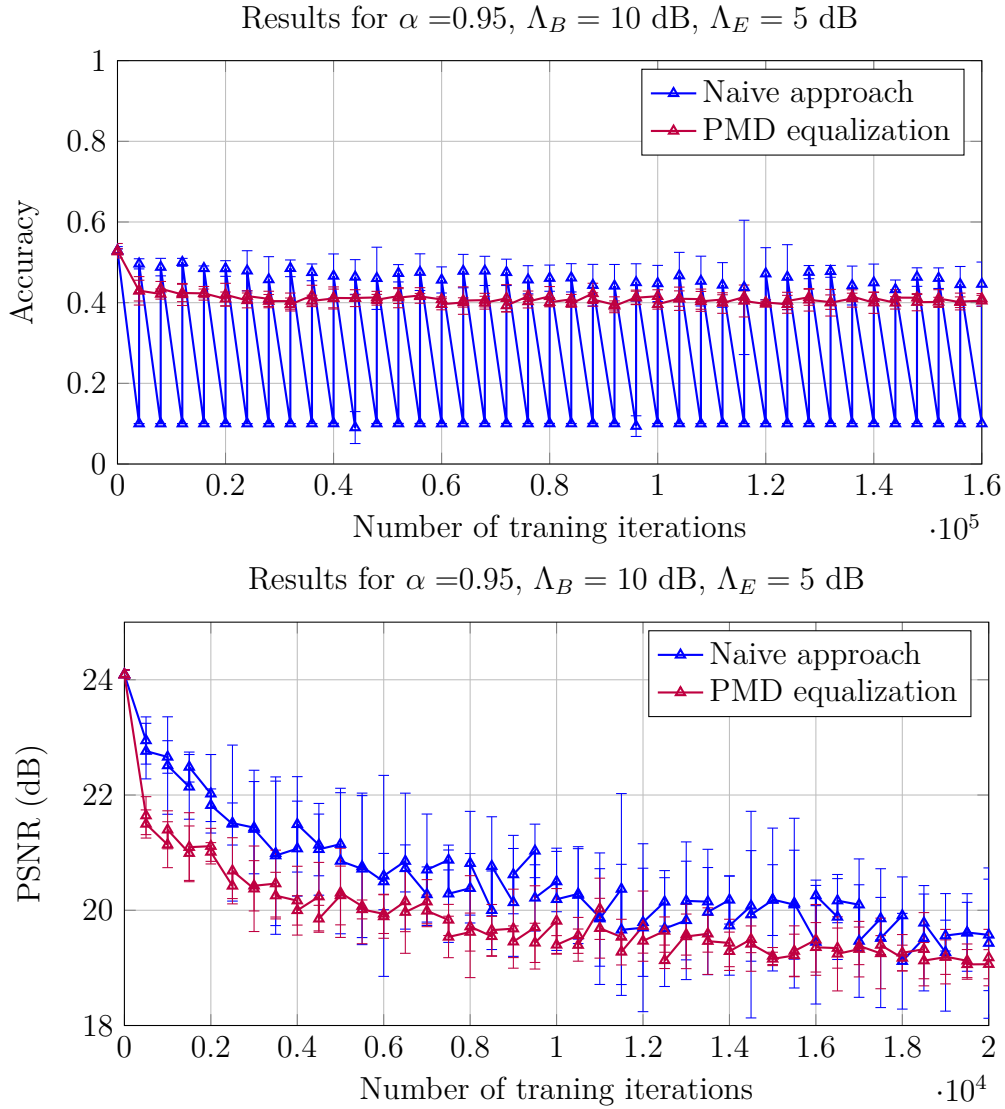 Results for α =0.95, Λ_B = 10 dB, Λ_E = 5 dB
1
0.8
0.6
0.4
0.2
0
Accuracy
Naive approach
PMD equalization
0 0.2 0.4 0.6 0.8 1 1.2 1.4 1.6
Number of traning iterations
·10⁵
Results for α =0.95, Λ_B = 10 dB, Λ_E = 5 dB
24
22
20
18
PSNR (dB)
Naive approach
PMD equalization
0 0.2 0.4 0.6 0.8 1 1.2 1.4 1.6 1.8 2
Number of traning iterations
·10⁴